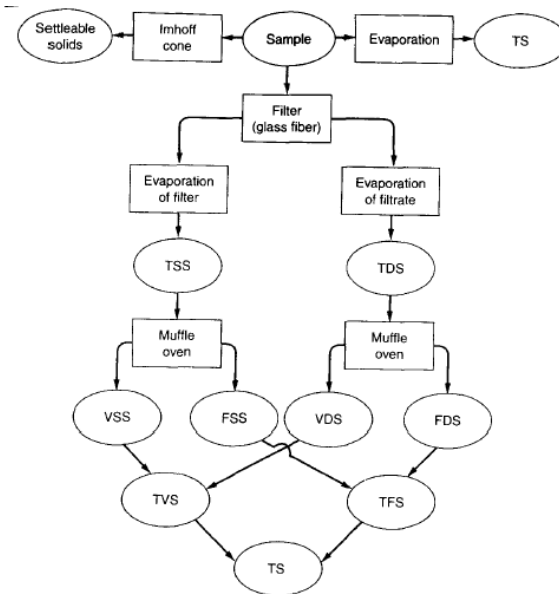 Settleable
solids
Imhoff
cone
Sample
Evaporation
TS
Filter
(glass fiber)
Evaporation
of filter
Evaporation
of filtrate
TSS
TDS
Muffle
oven
Muffle
oven
VSS
FSS
VDS
FDS
TVS
TFS
TS